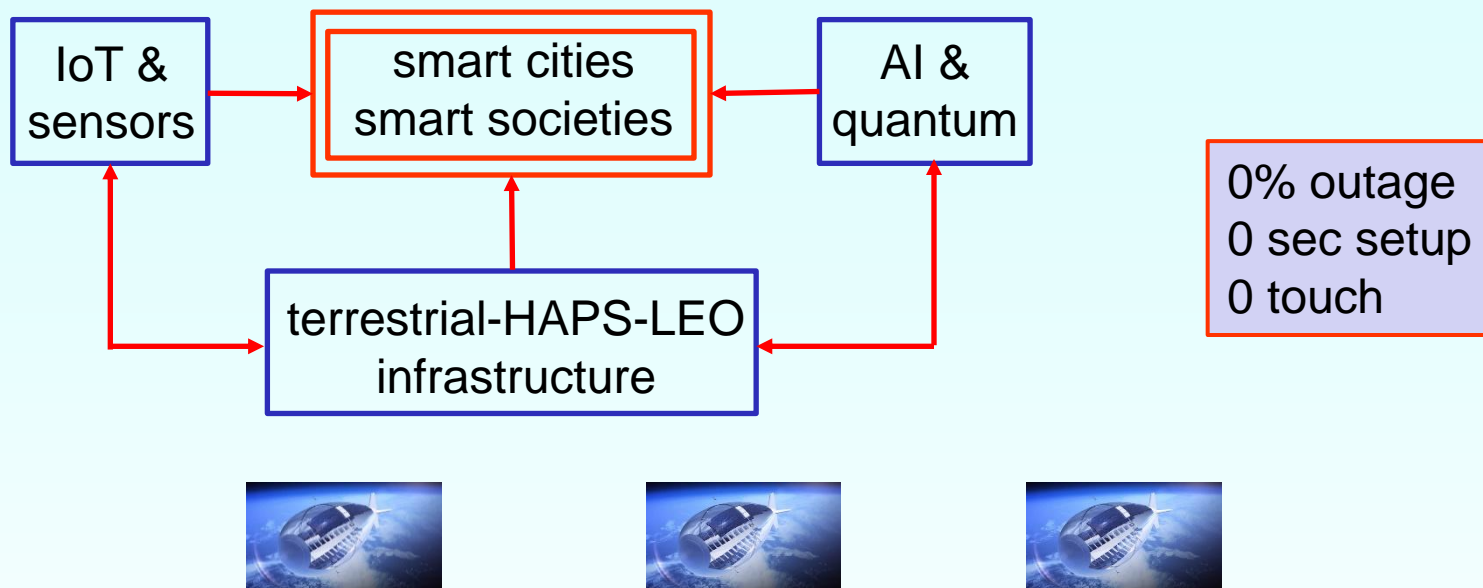 IoT &
sensors
smart cities
smart societies
AI &
quantum
0% outage
0 sec setup
0 touch
terrestrial-HAPS-LEO
infrastructure